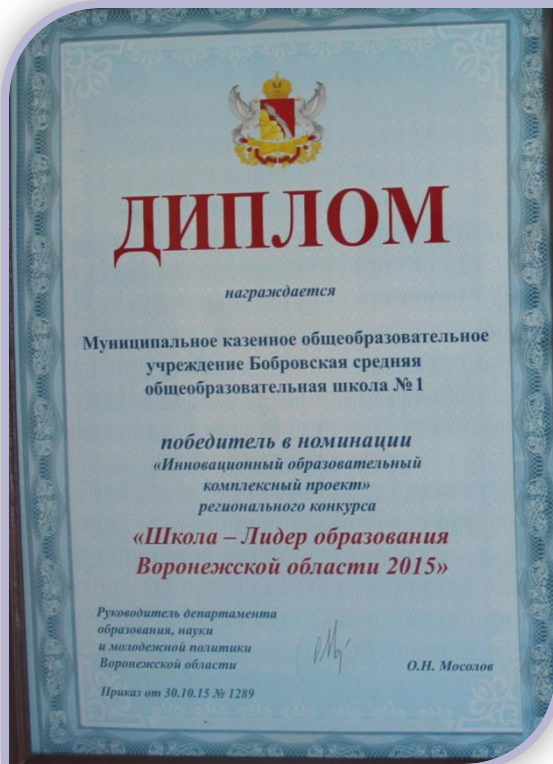 ДИПЛОМ
награждается
Муниципальное казенное общеобразовательное
учреждение Бобровская средняя
общеобразовательная школа №1
победитель в номинации
«Инновационный образовательный
комплексный проект»
регионального конкурса
«Школа – Лидер образования
Воронежской области 2015»
Руководитель департамента
образования, науки
и молодежной политики
Воронежской области
О.Н. Мосолов
Приказ от 30.10.15 № 1289